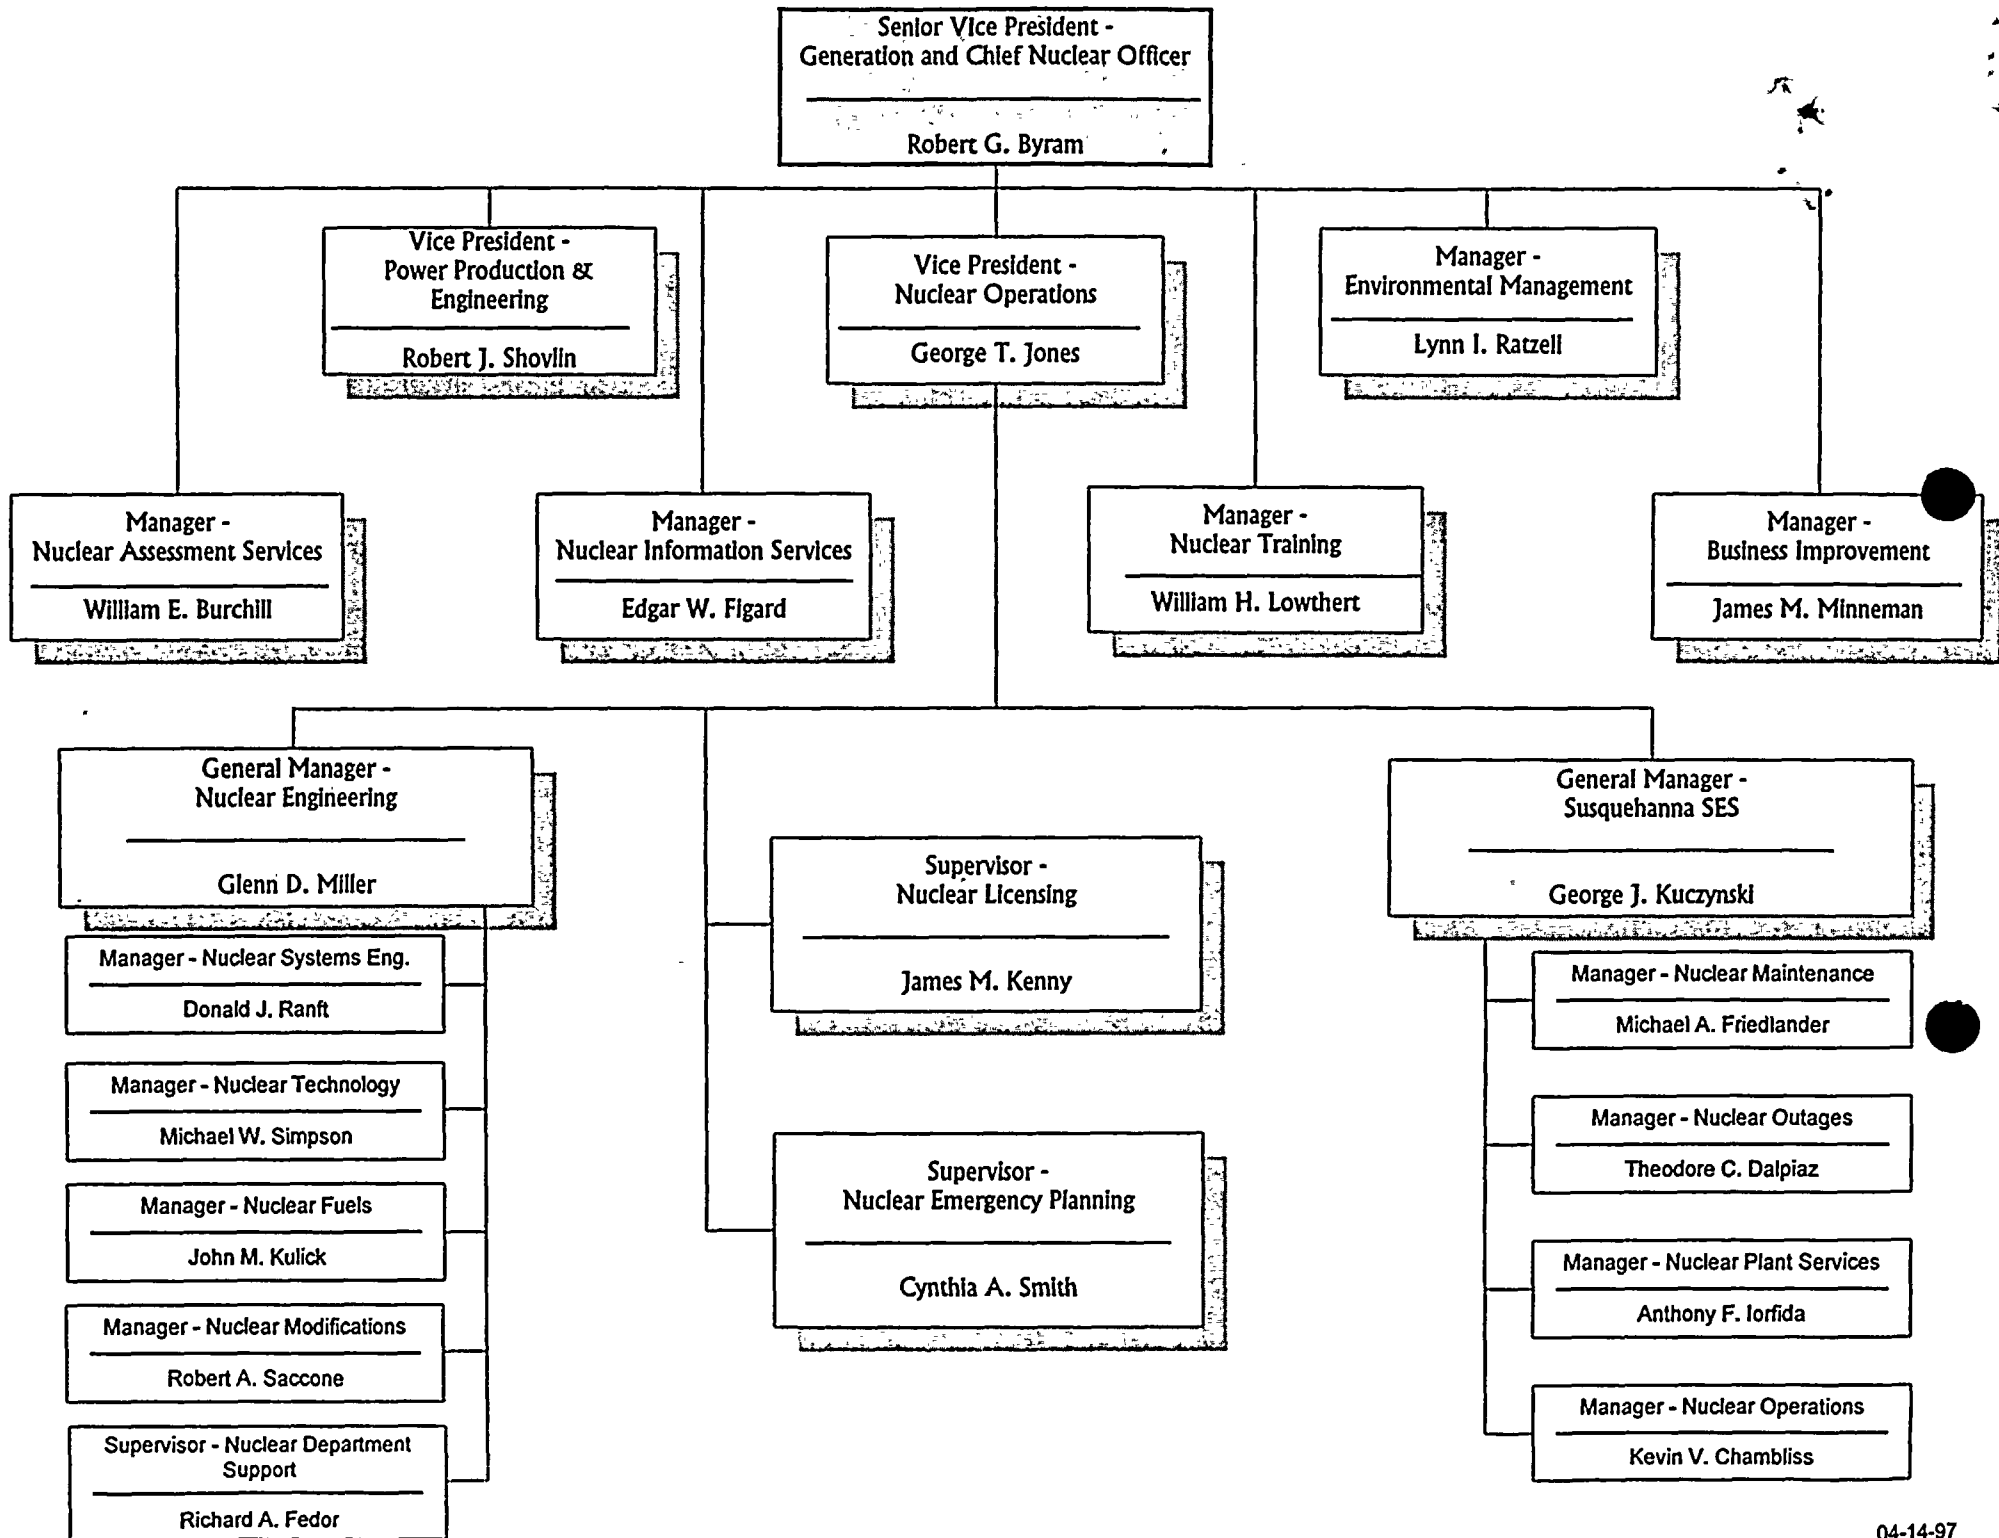 Senior Vice President -
Generation and Chief Nuclear Officer
Robert G. Byram
Vice President -
Power Production &
Engineering
Robert J. Shovlin
Vice President -
Nuclear Operations
George T. Jones
Manager -
Environmental Management
Lynn I. Ratzell
Manager -
Nuclear Assessment Services
William E. Burchill
Manager -
Nuclear Information Services
Edgar W. Figard
Manager -
Nuclear Training
William H. Lowthert
Manager -
Business Improvement
James M. Minneman
General Manager -
Nuclear Engineering
Glenn D. Miller
Manager - Nuclear Systems Eng.
Donald J. Ranft
Manager - Nuclear Technology
Michael W. Simpson
Manager - Nuclear Fuels
John M. Kulick
Manager - Nuclear Modifications
Robert A. Saccone
Supervisor - Nuclear Department
Support
Richard A. Fedor
Supervisor -
Nuclear Licensing
James M. Kenny
Supervisor -
Nuclear Emergency Planning
Cynthia A. Smith
General Manager -
Susquehanna SES
George J. Kuczynski
Manager - Nuclear Maintenance
Michael A. Friedlander
Manager - Nuclear Outages
Theodore C. Dalpiaz
Manager - Nuclear Plant Services
Anthony F. Iorfida
Manager - Nuclear Operations
Kevin V. Chambliss
04-14-97